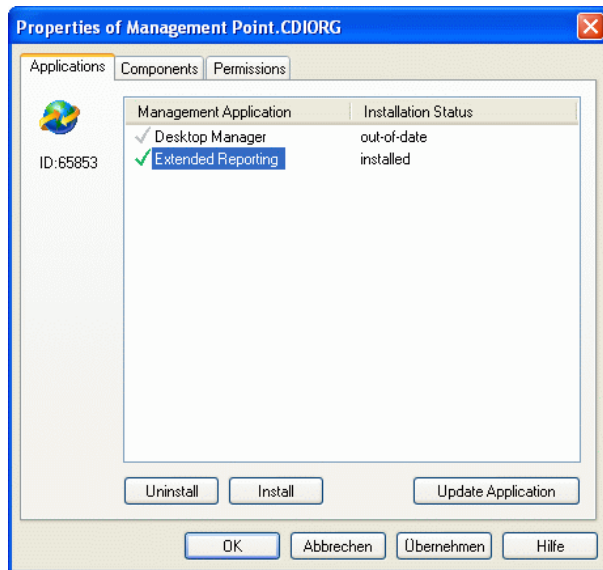 Properties of Management Point.CDIORG
Applications Components Permissions
Management Application Installation Status
Desktop Manager out-of-date
ID:65853 Extended Reporting installed
Uninstall Install Update Application
OK Abbrechen Übernehmen Hilfe